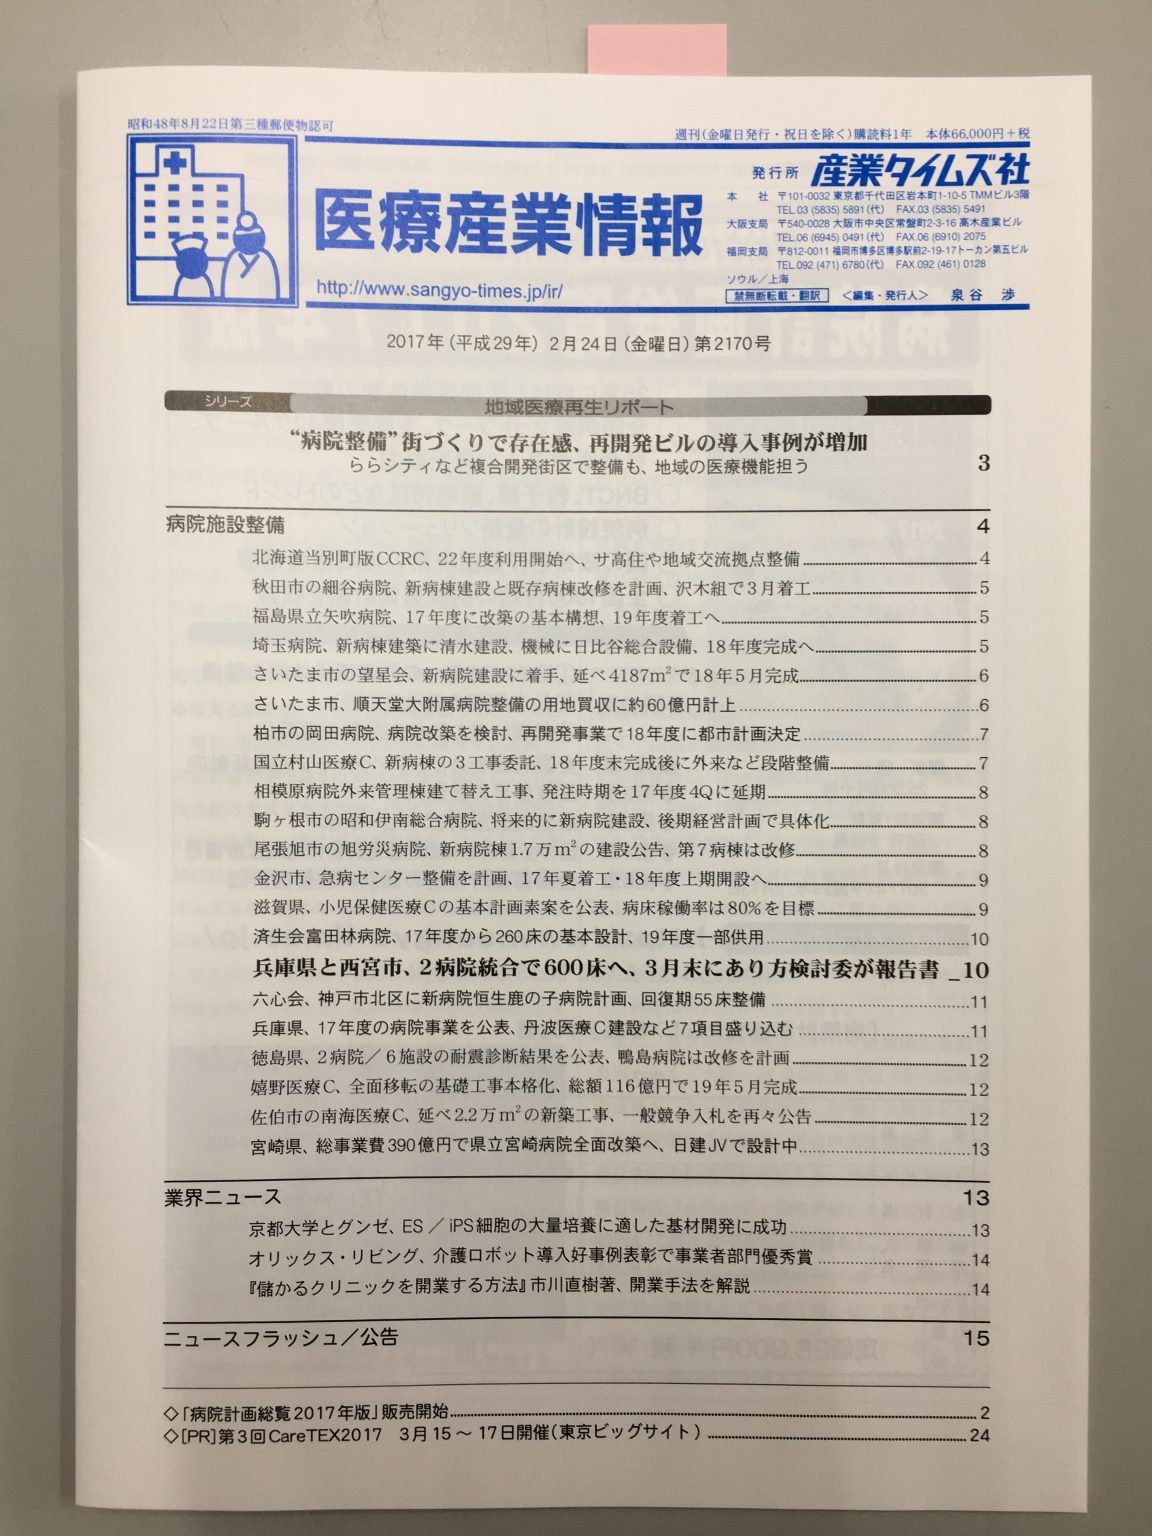 昭和48年8月22日第三種郵便物認可
週刊(金曜日発行・祝日を除く)購読料1年 本体66,000円+税
医療産業情報
http://www.sangyo-times.jp/ir/
発行所 産業タイムズ社
本 社 〒101-0032 東京都千代田区岩本町1-10-5 TMMビル3階
TEL.03 (5835) 5891(代) FAX.03 (5835) 5491
大阪支局 〒540-0028 大阪市中央区常盤町2-3-16 髙木産業ビル
TEL.06 (6945) 0491(代) FAX.06 (6910) 2075
福岡支局 〒812-0011 福岡市博多区博多駅前2-19-17トーカン第五ビル
TEL.092 (471) 6780(代) FAX.092 (461) 0128
ソウル/上海
禁無断転載・翻訳 <編集・発行人> 泉谷 渉
2017年(平成29年) 2月24日(金曜日)第2170号
シリーズ 地域医療再生リポート
“病院整備”街づくりで存在感、再開発ビルの導入事例が増加
ららシティなど複合開発街区で整備も、地域の医療機能担う 3
病院施設整備 4
北海道当別町版CCRC、22年度利用開始へ、サ高住や地域交流拠点整備 4
秋田市の細谷病院、新病棟建設と既存病棟改修を計画、沢木組で3月着工 5
福島県立矢吹病院、17年度に改築の基本構想、19年度着工へ 5
埼玉病院、新病棟建築に清水建設、機械に日比谷総合設備、18年度完成へ 5
さいたま市の望星会、新病院建設に着手、延べ4187m²で18年5月完成 6
さいたま市、順天堂大附属病院整備の用地買収に約60億円計上 6
柏市の岡田病院、病院改築を検討、再開発事業で18年度に都市計画決定 7
国立村山医療C、新病棟の3工事委託、18年度末完成後に外来など段階整備 7
相模原病院外来管理棟建て替え工事、発注時期を17年度4Qに延期 8
駒ヶ根市の昭和伊南総合病院、将来的に新病院建設、後期経営計画で具体化 8
尾張旭市の旭労災病院、新病院棟1.7万m²の建設公告、第7病棟は改修 8
金沢市、急病センター整備を計画、17年夏着工・18年度上期開設へ 9
滋賀県、小児保健医療Cの基本計画素案を公表、病床稼働率は80%を目標 9
済生会富田林病院、17年度から260床の基本設計、19年度一部供用 10
兵庫県と西宮市、2病院統合で600床へ、3月末にあり方検討委が報告書 10
六心会、神戸市北区に新病院恒生鹿の子病院計画、回復期55床整備 11
兵庫県、17年度の病院事業を公表、丹波医療C建設など7項目盛り込む 11
徳島県、2病院/6施設の耐震診断結果を公表、鴨島病院は改修を計画 12
嬉野医療C、全面移転の基礎工事本格化、総額116億円で19年5月完成 12
佐伯市の南海医療C、延べ2.2万m²の新築工事、一般競争入札を再々公告 12
宮崎県、総事業費390億円で県立宮崎病院全面改築へ、日建JVで設計中 13
業界ニュース 13
京都大学とグンゼ、ES/iPS細胞の大量培養に適した基材開発に成功 13
オリックス・リビング、介護ロボット導入好事例表彰で事業者部門優秀賞 14
『儲かるクリニックを開業する方法』市川直樹著、開業手法を解説 14
ニュースフラッシュ/公告 15
◇「病院計画総覧2017年版」販売開始 2
◇[PR]第3回CareTEX2017 3月15~17日開催(東京ビッグサイト) 24